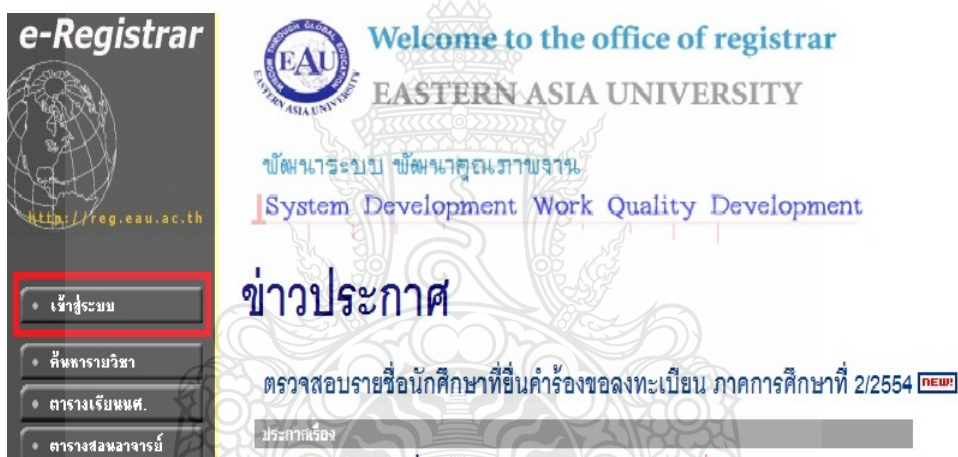 e-Registrar
http://reg.eau.ac.th
เข้าสู่ระบบ
ค้นหารายวิชา
ตารางเรียนนศ.
ตารางสอนอาจารย์
EAU
EASTERN ASIA UNIVERSITY
Welcome to the office of registrar
EASTERN ASIA UNIVERSITY
พัฒนาระบบ พัฒนาคุณภาพงาน
System Development Work Quality Development
ข่าวประกาศ
ตรวจสอบรายชื่อนักศึกษาที่ยื่นคำร้องขอลงทะเบียน ภาคการศึกษาที่ 2/2554 NEW!
ประกาศเรื่อง